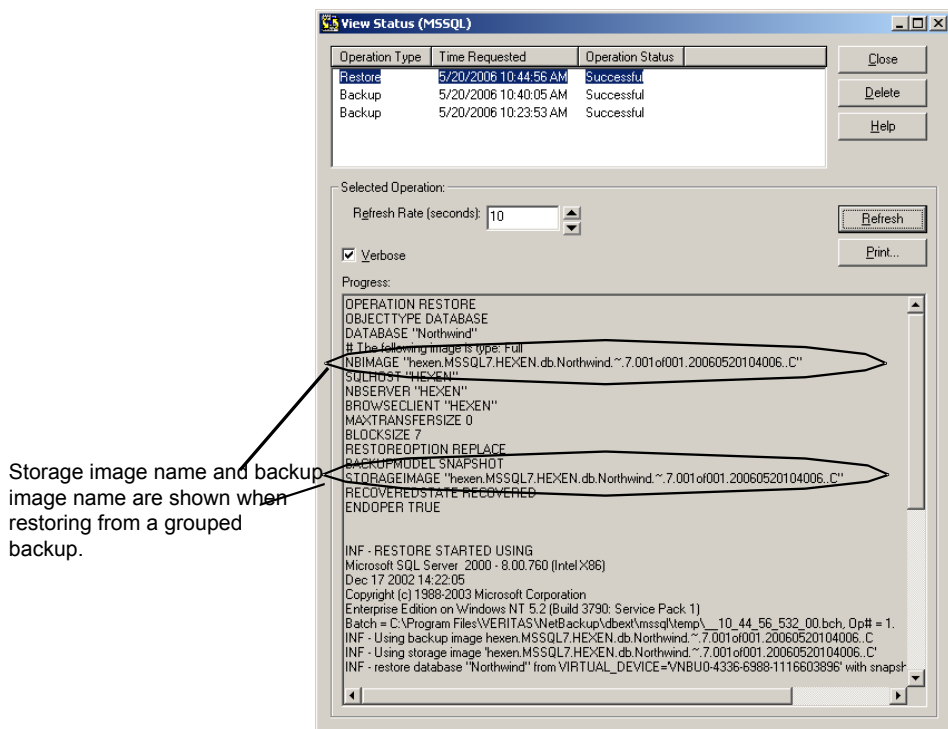 View Status (MSSQL)
Operation Type Time Requested Operation Status
Restore 5/20/2006 10:44:56 AM Successful
Backup 5/20/2006 10:40:05 AM Successful
Backup 5/20/2006 10:23:53 AM Successful
Close
Delete
Help
Selected Operation:
Refresh Rate (seconds): 10
Refresh
Verbose
Print...
Progress:
OPERATION RESTORE
OBJECTTYPE DATABASE
DATABASE "Northwind"
# The following image is type: Full
NBIMAGE "hexen.MSSQL7.HEXEN.db.Northwind.~.7.001of001.20060520104006..C"
SQLHOST "HEXEN"
NBSERVER "HEXEN"
BROWSECLIENT "HEXEN"
MAXTRANSFERSIZE 0
BLOCKSIZE 7
RESTOREOPTION REPLACE
BACKUPMODEL SNAPSHOT
STORAGEIMAGE "hexen.MSSQL7.HEXEN.db.Northwind.~.7.001of001.20060520104006..C"
RECOVEREDSTATE RECOVERED
ENDOPER TRUE
INF - RESTORE STARTED USING
Microsoft SQL Server 2000 - 8.00.760 (Intel X86)
Dec 17 2002 14:22:05
Copyright (c) 1988-2003 Microsoft Corporation
Enterprise Edition on Windows NT 5.2 (Build 3790: Service Pack 1)
Batch = C:\Program Files\VERITAS\NetBackup\dbext\mssql\temp\__10_44_56_532_00.bch, Op# = 1.
INF - Using backup image hexen.MSSQL7.HEXEN.db.Northwind.~.7.001of001.20060520104006..C
INF - Using storage image 'hexen.MSSQL7.HEXEN.db.Northwind.~.7.001of001.20060520104006..C'
INF - restore database "Northwind" from VIRTUAL_DEVICE='VNBU0-4336-6988-1116603896' with snapsh
Storage image name and backup
image name are shown when
restoring from a grouped
backup.